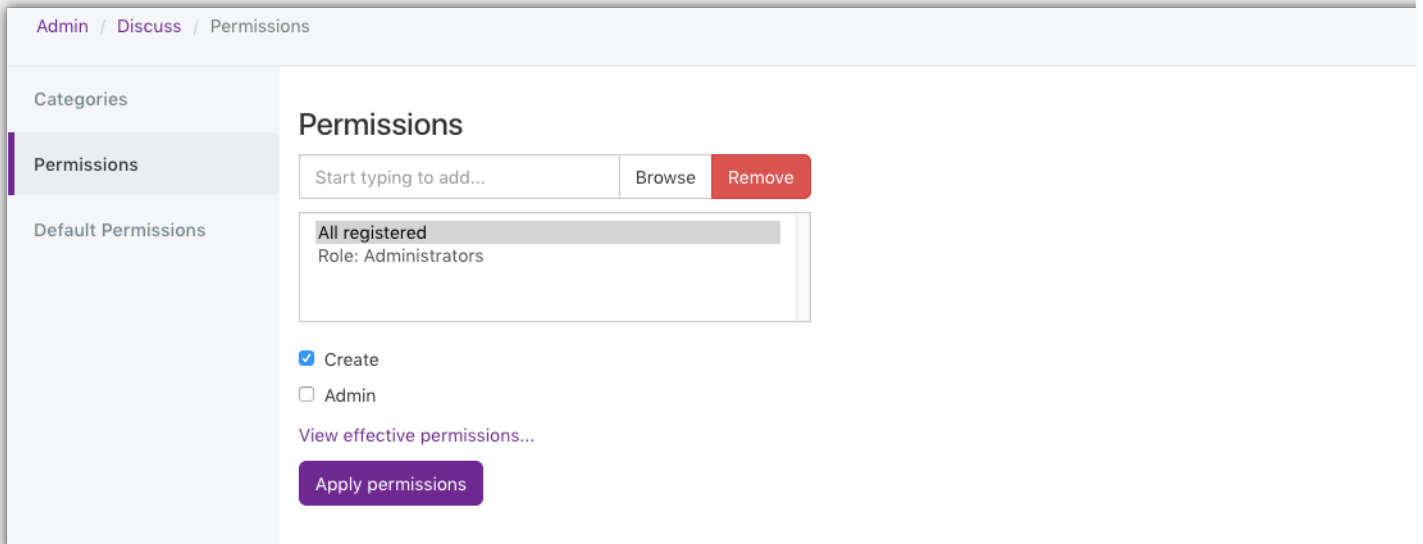 Admin / Discuss / Permissions
Categories
Permissions
Default Permissions
Permissions
Start typing to add...
Browse
Remove
All registered
Role: Administrators
Create
Admin
View effective permissions...
Apply permissions